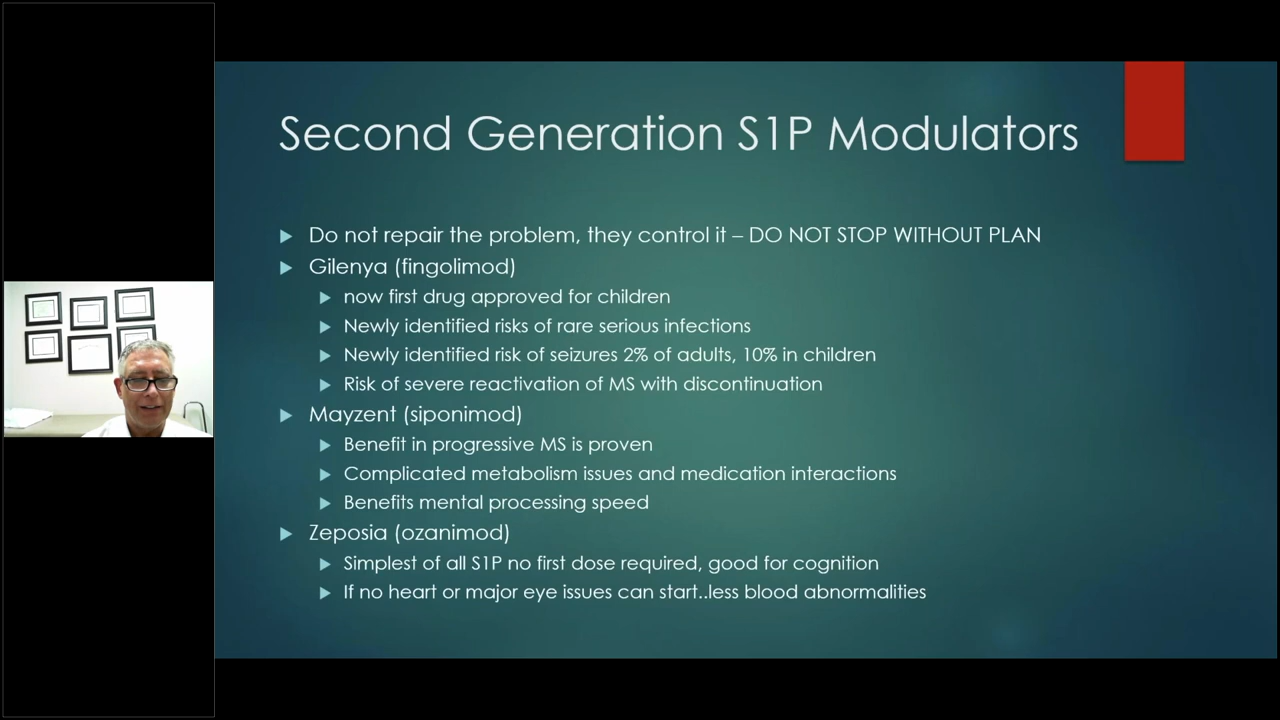 Second Generation S1P Modulators
Do not repair the problem, they control it – DO NOT STOP WITHOUT PLAN
Gilenya (fingolimod)
now first drug approved for children
Newly identified risks of rare serious infections
Newly identified risk of seizures 2% of adults, 10% in children
Risk of severe reactivation of MS with discontinuation
Mayzent (siponimod)
Benefit in progressive MS is proven
Complicated metabolism issues and medication interactions
Benefits mental processing speed
Zeposia (ozanimod)
Simplest of all S1P no first dose required, good for cognition
If no heart or major eye issues can start..less blood abnormalities